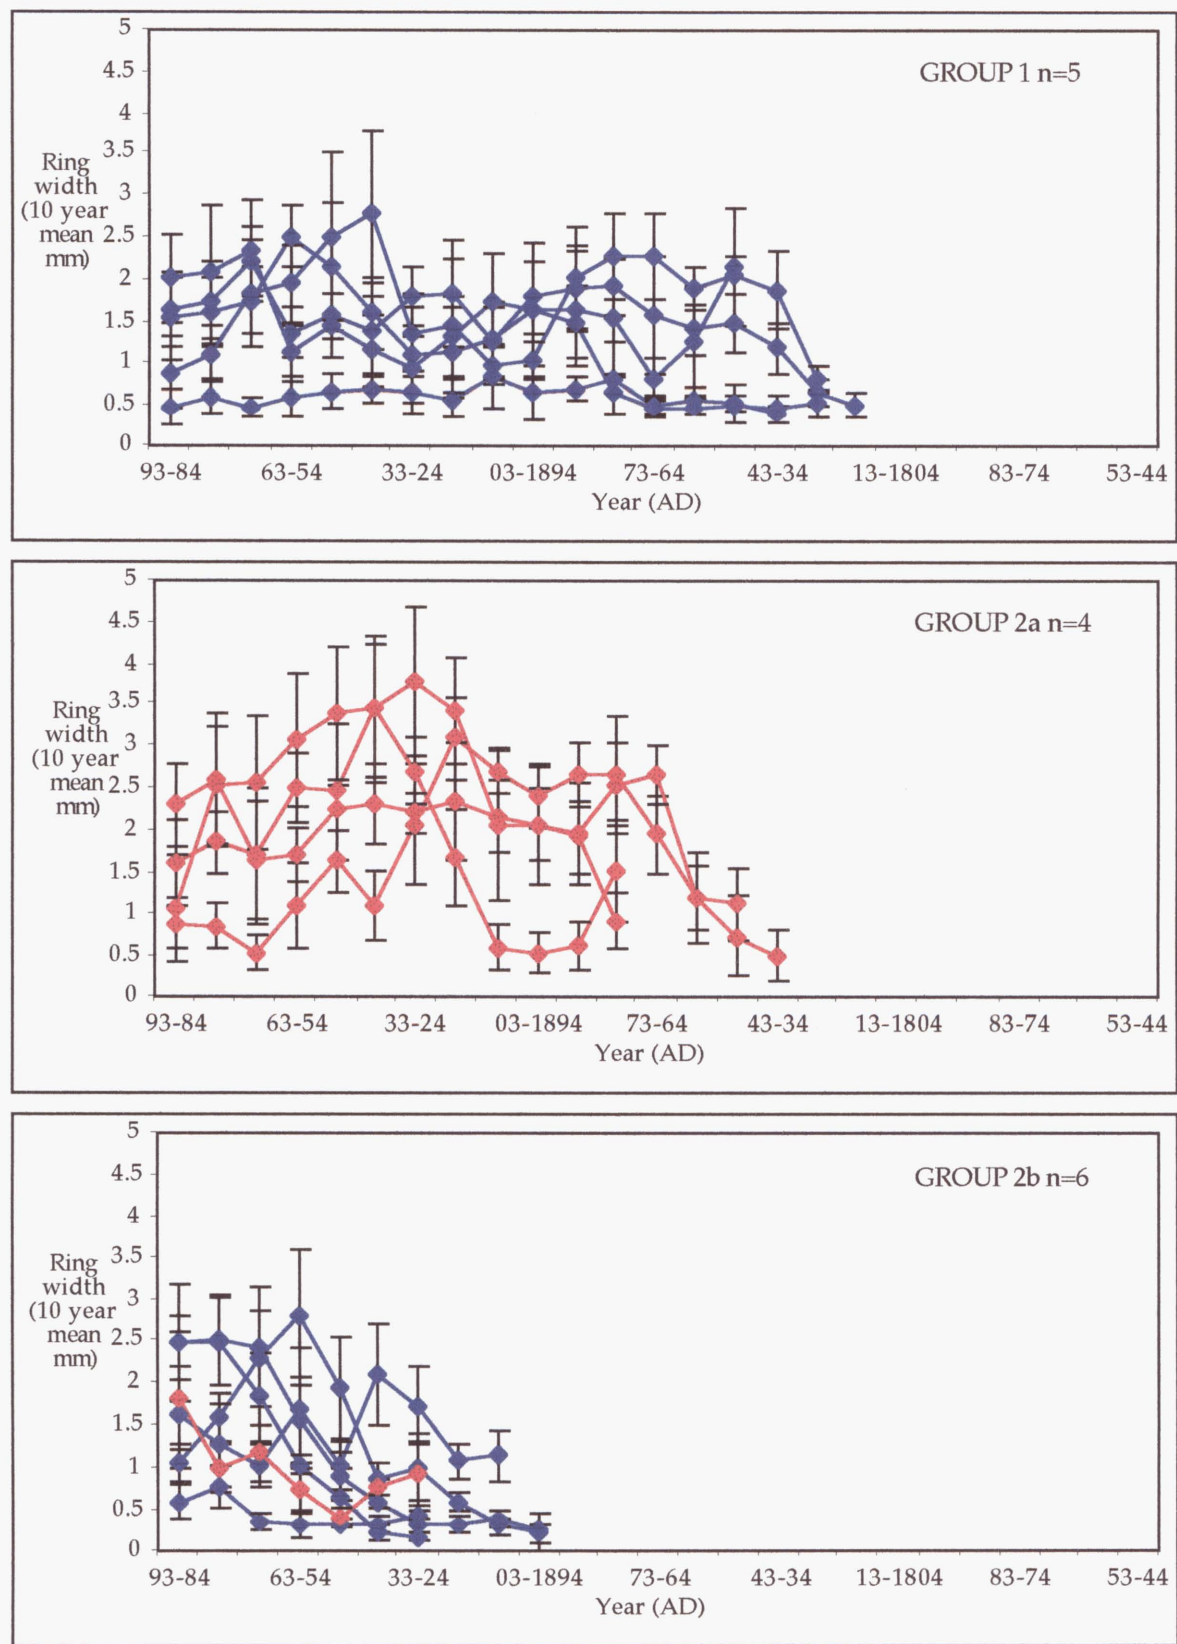 GROUP 1 n=5
5
4.5
4
3.5
3
2.5
2
1.5
1
0.5
0
Ring
width
(10 year
mean
mm)
93-84 63-54 33-24 03-1894 73-64 43-34 13-1804 83-74 53-44
Year (AD)
GROUP 2a n=4
5
4.5
4
3.5
3
2.5
2
1.5
1
0.5
0
Ring
width
(10 year
mean
mm)
93-84 63-54 33-24 03-1894 73-64 43-34 13-1804 83-74 53-44
Year (AD)
GROUP 2b n=6
5
4.5
4
3.5
3
2.5
2
1.5
1
0.5
0
Ring
width
(10 year
mean
mm)
93-84 63-54 33-24 03-1894 73-64 43-34 13-1804 83-74 53-44
Year (AD)